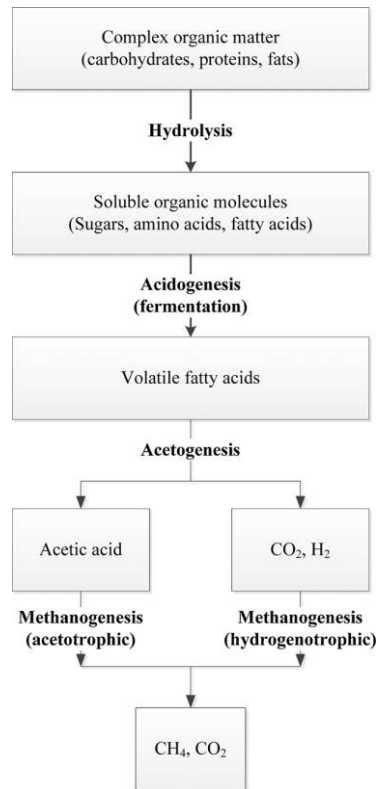 Complex organic matter
(carbohydrates, proteins, fats)
Hydrolysis
Soluble organic molecules
(Sugars, amino acids, fatty acids)
Acidogenesis
(fermentation)
Volatile fatty acids
Acetogenesis
Acetic acid
CO₂, H₂
Methanogenesis
(acetotrophic)
Methanogenesis
(hydrogenotrophic)
CH₄, CO₂